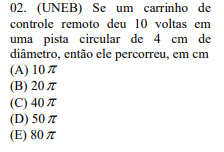 02. (UNEB) Se um carrinho de
controle remoto deu 10 voltas em
uma pista circular de 4 cm de
diâmetro, então ele percorreu, em cm
(A) 10 π
(B) 20 π
(C) 40 π
(D) 50 π
(E) 80 π